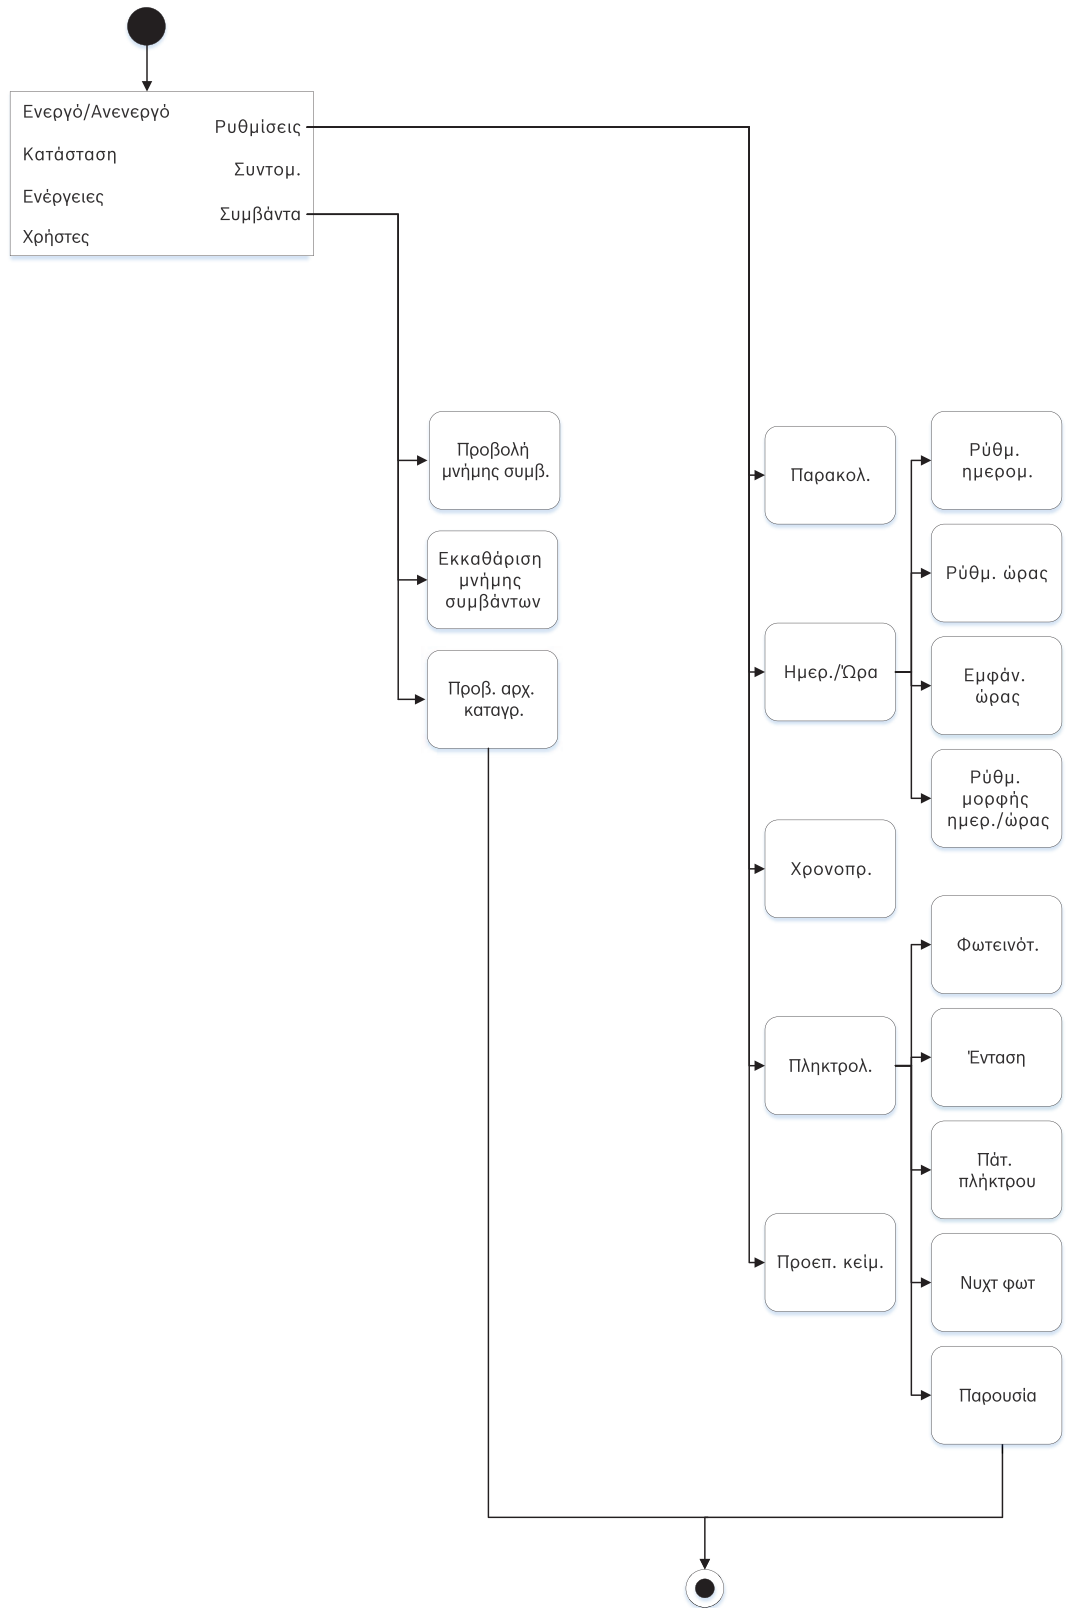 Ενεργό/Ανενεργό
Κατάσταση
Ενέργειες
Χρήστες
Ρυθμίσεις
Συντομ.
Συμβάντα
Προβολή
μνήμης συμβ.
Εκκαθάριση
μνήμης
συμβάντων
Προβ. αρχ.
καταγρ.
Παρακολ.
Ημερ./Ώρα
Χρονοπρ.
Πληκτρολ.
Προεπ. κείμ.
Ρύθμ.
ημερομ.
Ρύθμ. ώρας
Εμφάν.
ώρας
Ρύθμ.
μορφής
ημερ./ώρας
Φωτεινότ.
Ένταση
Πάτ.
πλήκτρου
Νυχτ φωτ
Παρουσία